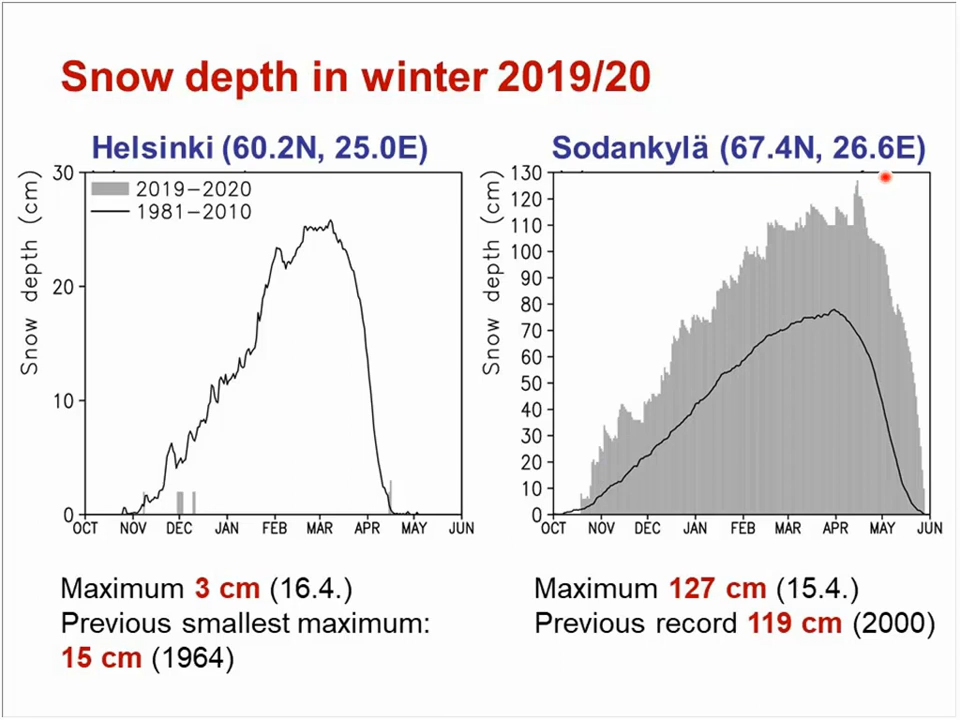 Snow depth in winter 2019/20
Helsinki (60.2N, 25.0E)
30
20
10
0
Snow depth (cm)
2019–2020
1981–2010
OCT NOV DEC JAN FEB MAR APR MAY JUN
Maximum 3 cm (16.4.)
Previous smallest maximum:
15 cm (1964)
Sodankylä (67.4N, 26.6E)
130
120
110
100
90
80
70
60
50
40
30
20
10
0
Snow depth (cm)
OCT NOV DEC JAN FEB MAR APR MAY JUN
Maximum 127 cm (15.4.)
Previous record 119 cm (2000)